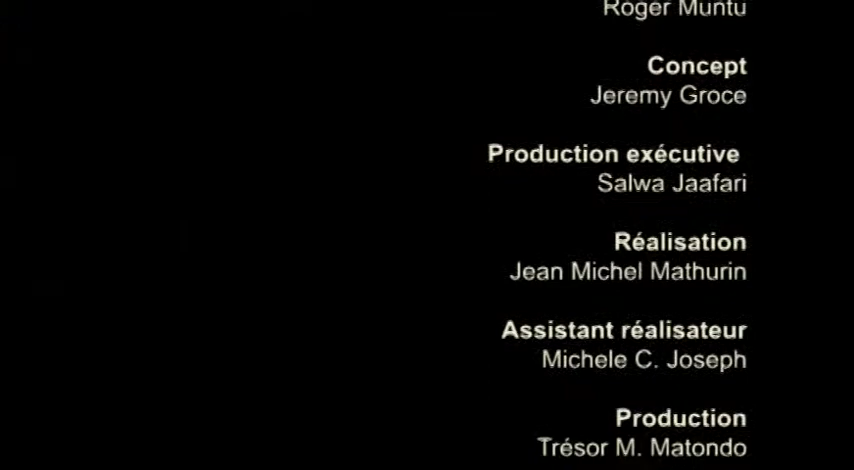 Roger Muntu
Concept
Jeremy Groce
Production exécutive
Salwa Jaafari
Réalisation
Jean Michel Mathurin
Assistant réalisateur
Michele C. Joseph
Production
Trésor M. Matondo